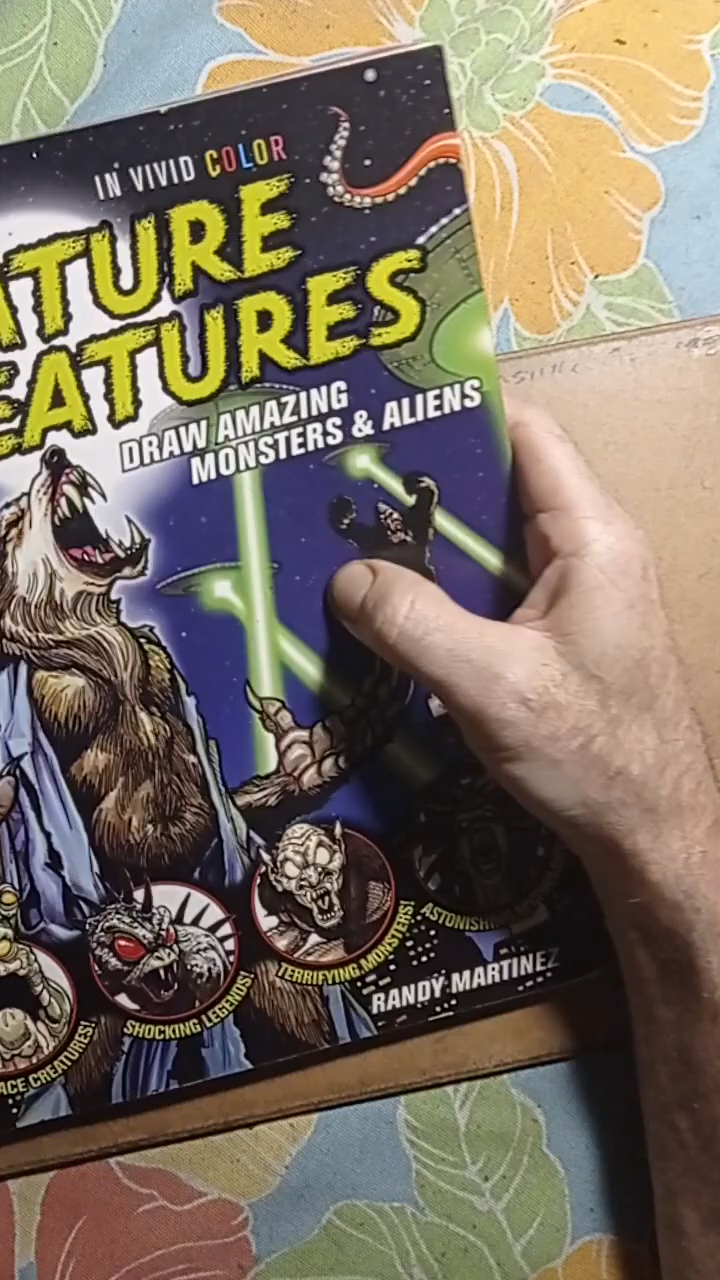 IN VIVID COLOR
ATURE
EATURES
DRAW AMAZING
MONSTERS & ALIENS
ACE CREATURES!
SHOCKING LEGENDS!
TERRIFYING MONSTERS!
RANDY MARTINEZ